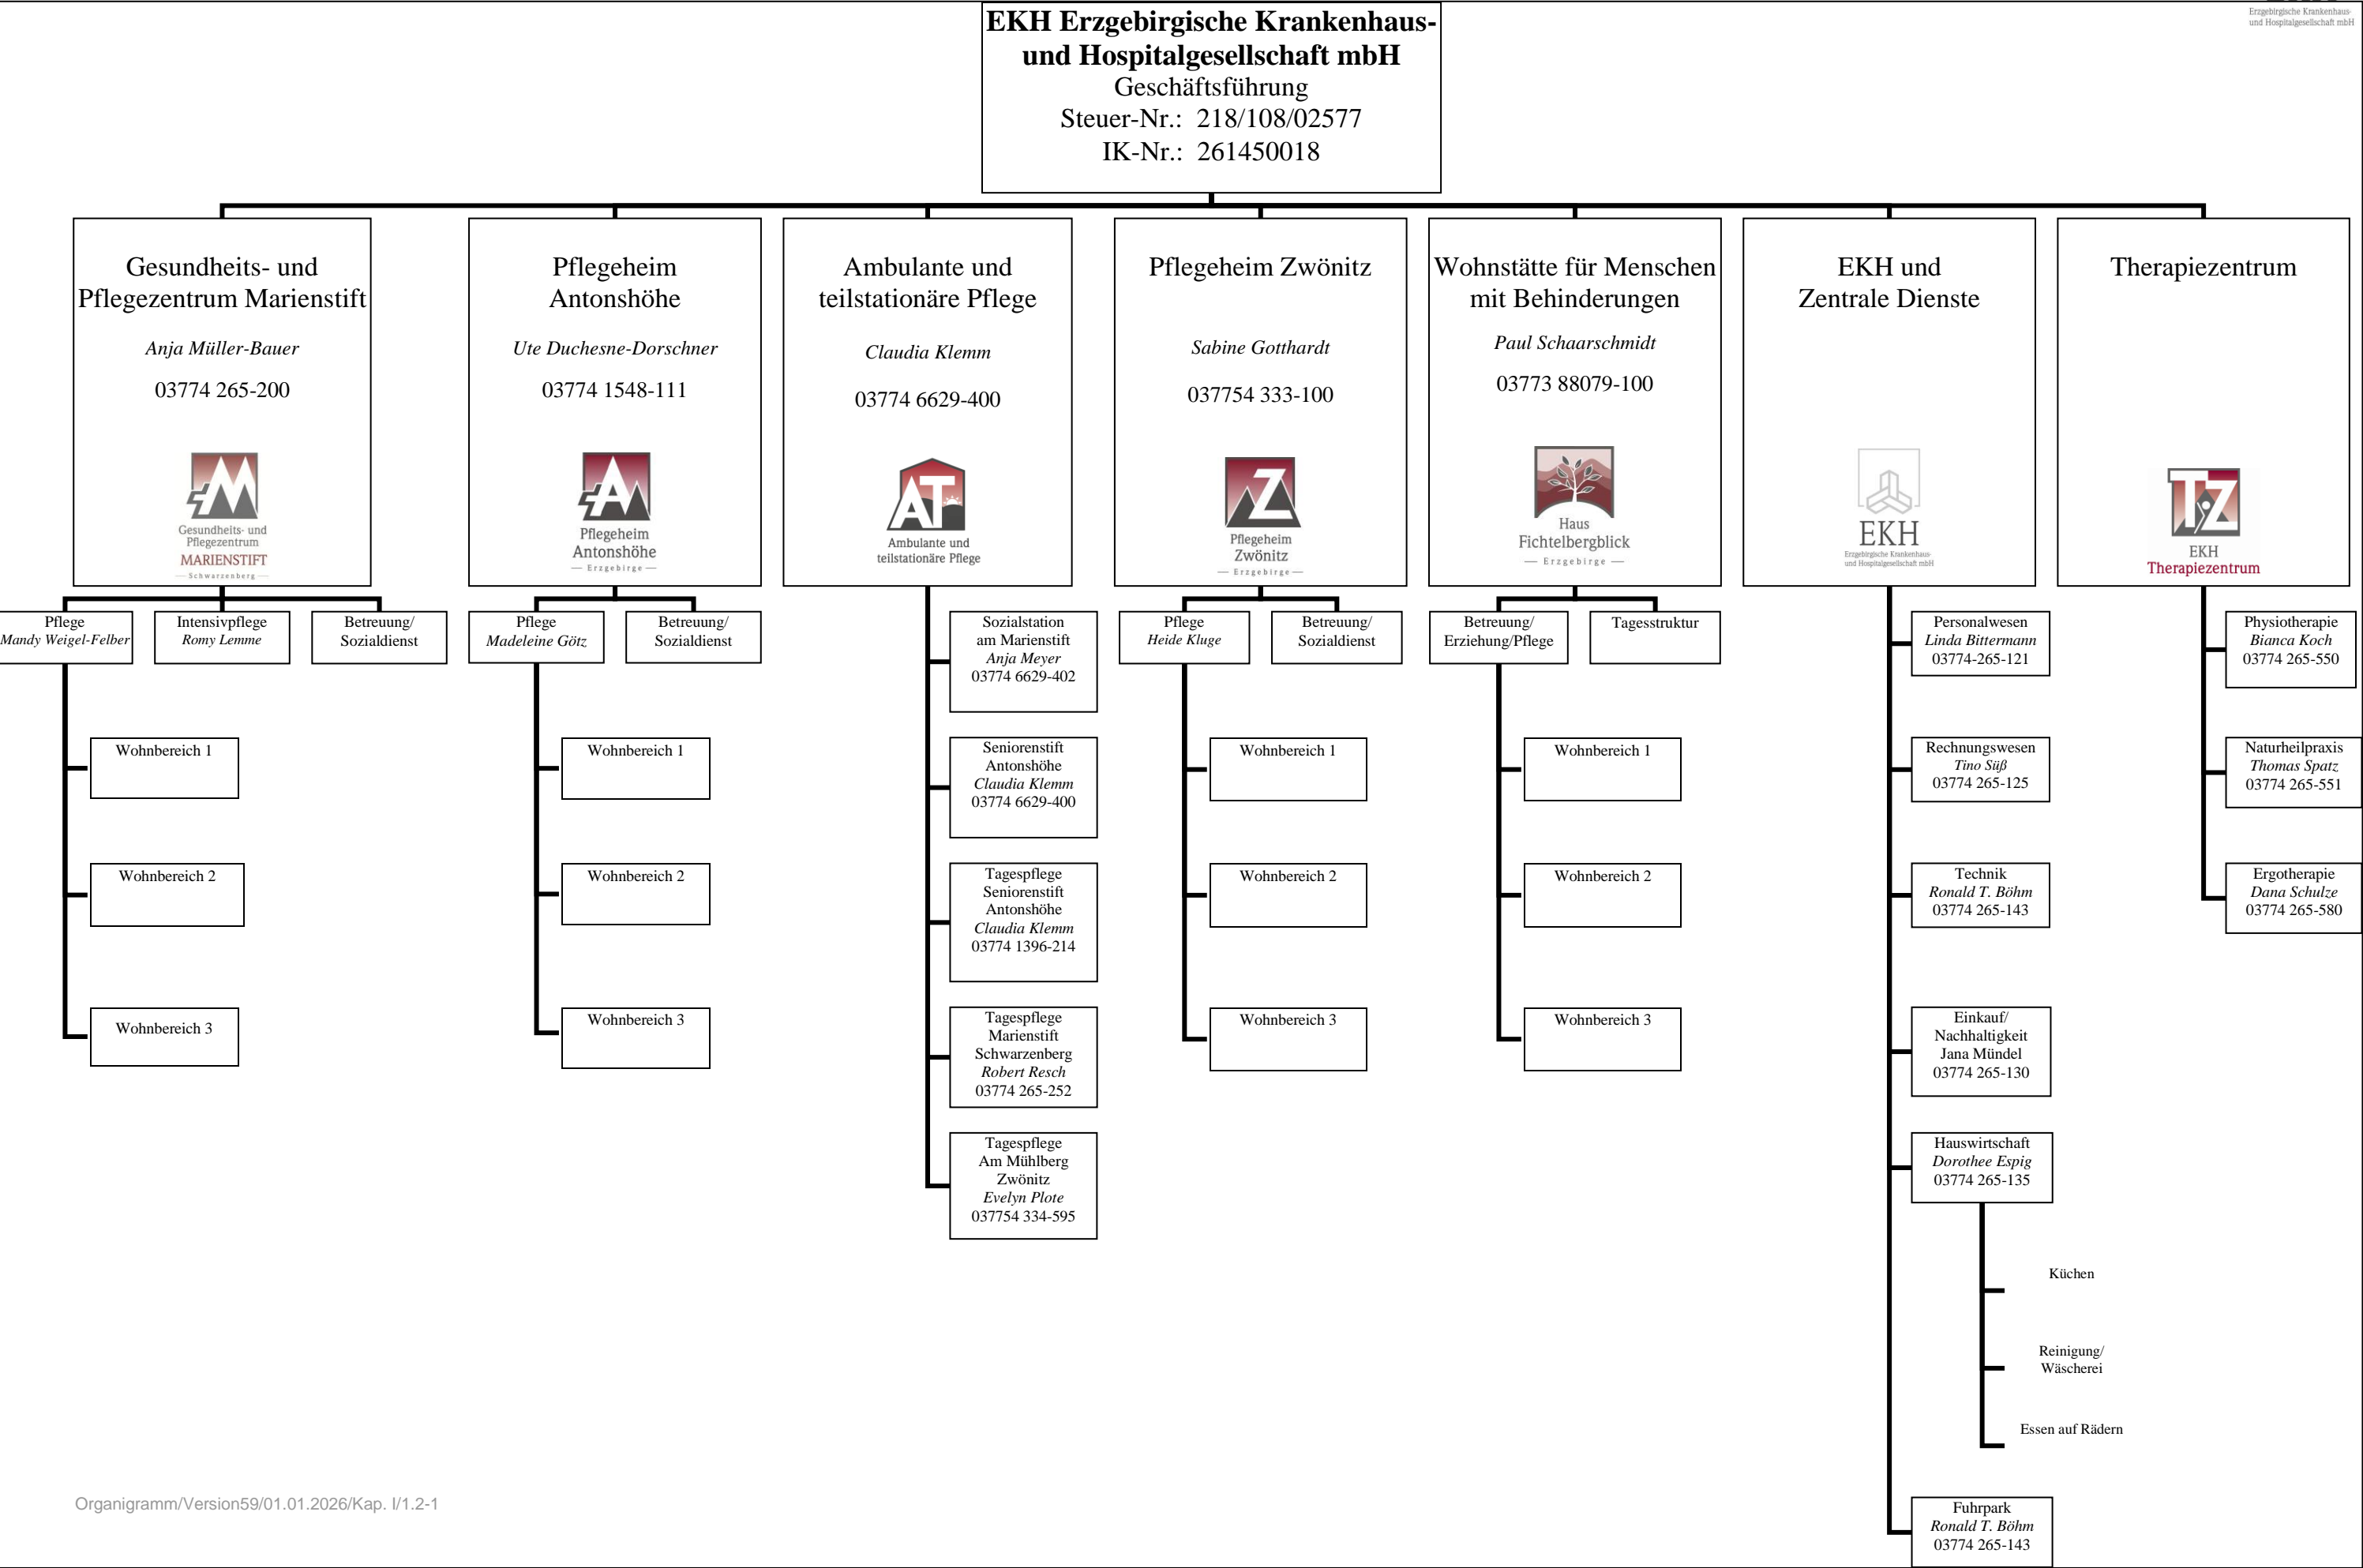 Erzgebirgische Krankenhaus-
und Hospitalgesellschaft mbH
EKH Erzgebirgische Krankenhaus-
und Hospitalgesellschaft mbH
Geschäftsführung
Steuer-Nr.: 218/108/02577
IK-Nr.: 261450018
Gesundheits- und
Pflegezentrum Marienstift
Anja Müller-Bauer
03774 265-200
M
Gesundheits- und
Pflegezentrum
MARIENSTIFT
Schwarzenberg
Pflegeheim
Antonshöhe
Ute Duchesne-Dorschner
03774 1548-111
A
Pflegeheim
Antonshöhe
Erzgebirge
Ambulante und
teilstationäre Pflege
Claudia Klemm
03774 6629-400
AT
Ambulante und
teilstationäre Pflege
Pflegeheim Zwönitz
Sabine Gotthardt
037754 333-100
Z
Pflegeheim
Zwönitz
Erzgebirge
Wohnstätte für Menschen
mit Behinderungen
Paul Schaarschmidt
03773 88079-100
Haus
Fichtelbergblick
Erzgebirge
EKH und
Zentrale Dienste
EKH
Erzgebirgische Krankenhaus-
und Hospitalgesellschaft mbH
Therapiezentrum
TZ
EKH
Therapiezentrum
Pflege
Mandy Weigel-Felber
Intensivpflege
Romy Lemme
Betreuung/
Sozialdienst
Wohnbereich 1
Wohnbereich 2
Wohnbereich 3
Pflege
Madeleine Götz
Betreuung/
Sozialdienst
Wohnbereich 1
Wohnbereich 2
Wohnbereich 3
Sozialstation
am Marienstift
Anja Meyer
03774 6629-402
Seniorenstift
Antonshöhe
Claudia Klemm
03774 6629-400
Tagespflege
Seniorenstift
Antonshöhe
Claudia Klemm
03774 1396-214
Tagespflege
Marienstift
Schwarzenberg
Robert Resch
03774 265-252
Tagespflege
Am Mühlberg
Zwönitz
Evelyn Plote
037754 334-595
Pflege
Heide Kluge
Betreuung/
Sozialdienst
Wohnbereich 1
Wohnbereich 2
Wohnbereich 3
Betreuung/
Erziehung/Pflege
Tagesstruktur
Wohnbereich 1
Wohnbereich 2
Wohnbereich 3
Personalwesen
Linda Bittermann
03774-265-121
Rechnungswesen
Tino Süß
03774 265-125
Technik
Ronald T. Böhm
03774 265-143
Einkauf/
Nachhaltigkeit
Jana Mündel
03774 265-130
Hauswirtschaft
Dorothee Espig
03774 265-135
Küchen
Reinigung/
Wäscherei
Essen auf Rädern
Fuhrpark
Ronald T. Böhm
03774 265-143
Physiotherapie
Bianca Koch
03774 265-550
Naturheilpraxis
Thomas Spatz
03774 265-551
Ergotherapie
Dana Schulze
03774 265-580
Organigramm/Version59/01.01.2026/Kap. I/1.2-1